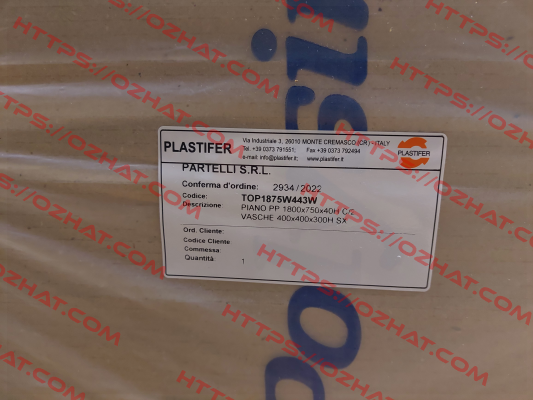 PLASTIFER
Via Industriale 3, 26010 MONTE CREMASCO (CR) - ITALY
Tel. +39 0373 791551; Fax +39 0373 792494
e-mail: info@plastifer.it; www.plastifer.it
PLASTIFER
PARTELLI S.R.L.
Conferma d'ordine: 2934/2022
Codice: TOP1875W443W
Descrizione PIANO PP 1800x750x40H C/2
VASCHE 400x400x300H SX
Ord. Cliente
Codice Cliente
Commessa
Quantità 1
HTTPS://OZHAT.COM
HTTPS://OZHAT.COM
HTTPS://OZHAT.COM
HTTPS://OZHAT.COM
HTTPS://OZHAT.COM
HTTPS://OZHAT.COM